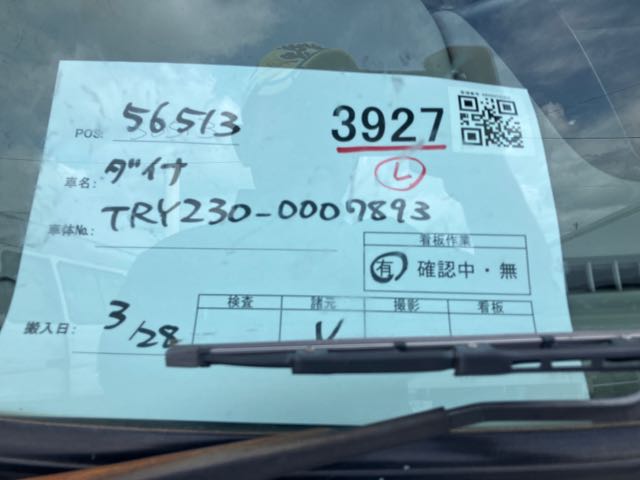 POS: 56513
3927
車名: ダイナ
L
車体No.: TRY230-0007893
看板作業
有 確認中・無
搬入日: 3/28
検査 諸元 撮影 看板